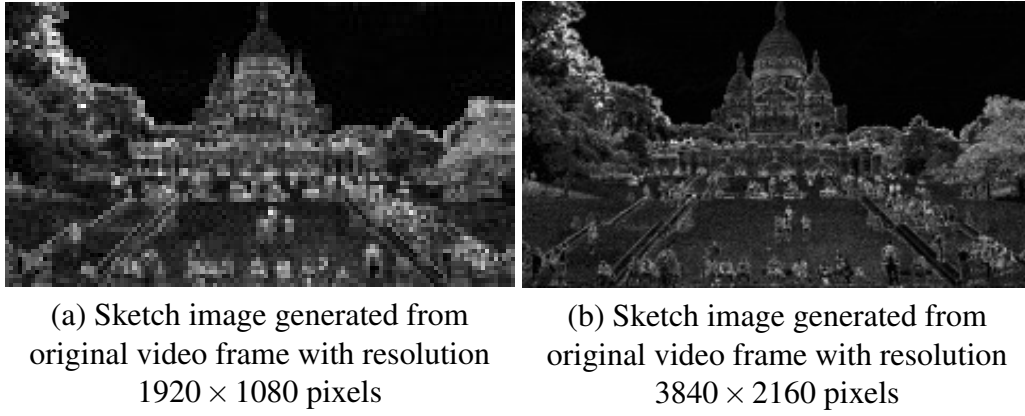 (a) Sketch image generated from
original video frame with resolution
1920 × 1080 pixels
(b) Sketch image generated from
original video frame with resolution
3840 × 2160 pixels